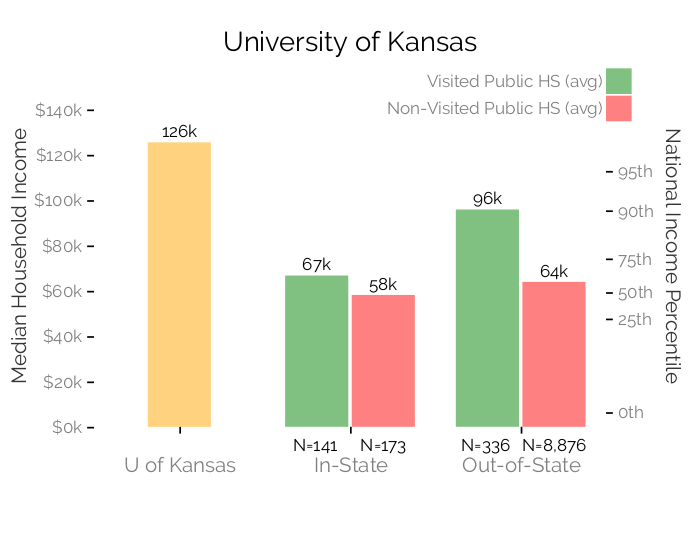 University of Kansas
Visited Public HS (avg)
Non-Visited Public HS (avg)
Median Household Income
$140k
$120k
$100k
$80k
$60k
$40k
$20k
$0k
126k
67k
58k
96k
64k
95th
90th
75th
50th
25th
0th
National Income Percentile
N=141 N=173 N=336 N=8,876
U of Kansas In-State Out-of-State